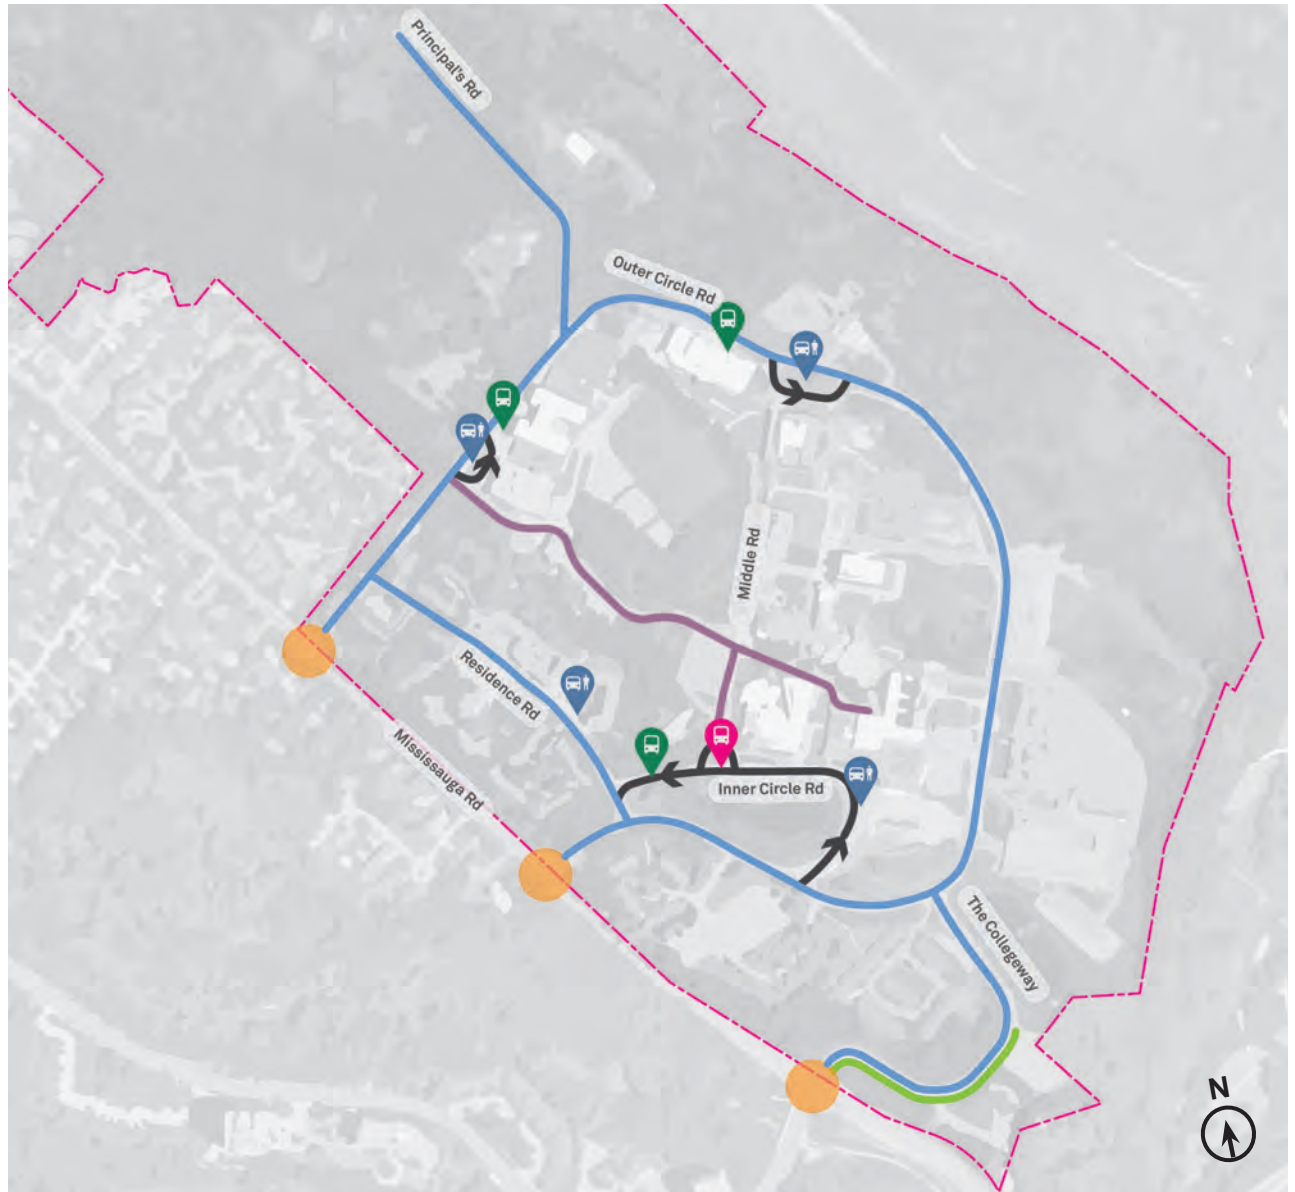 Principal's Rd
Outer Circle Rd
Middle Rd
Residence Rd
Mississauga Rd
Inner Circle Rd
The Collegeway
N